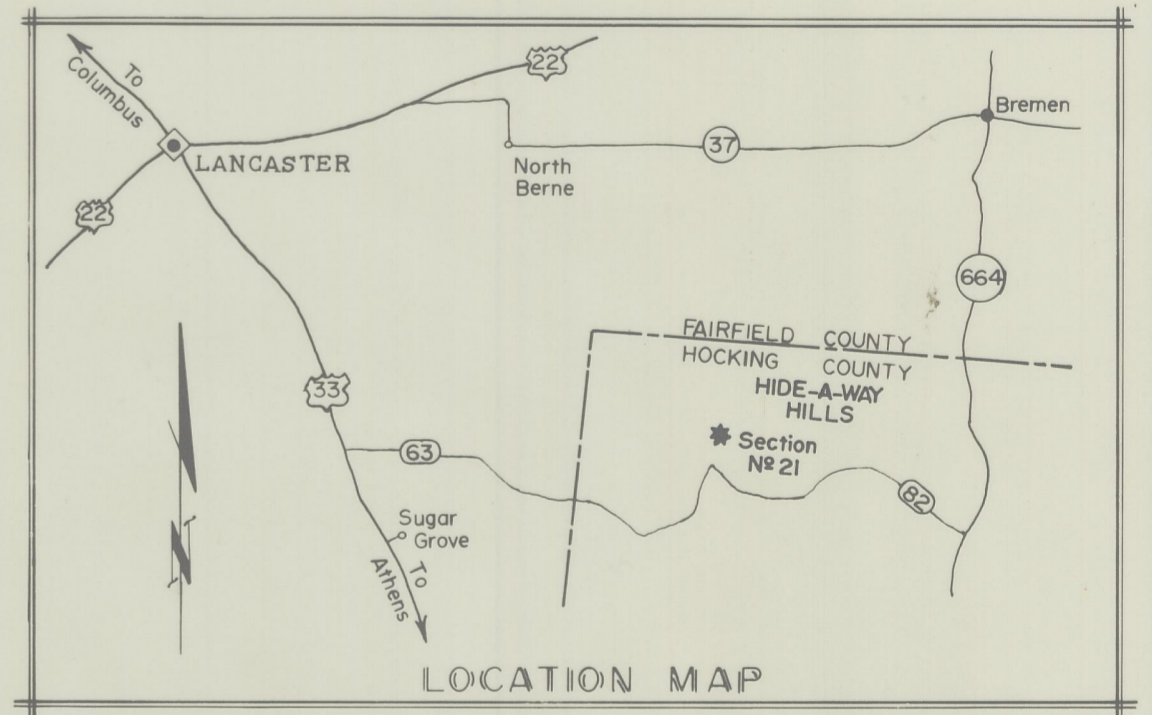 22
To
Columbus
Bremen
37
LANCASTER
North
Berne
22
664
FAIRFIELD COUNTY
HOCKING COUNTY
HIDE-A-WAY
HILLS
33
Section
Nº 21
63
82
Sugar
Grove
To
Athens
N
LOCATION MAP